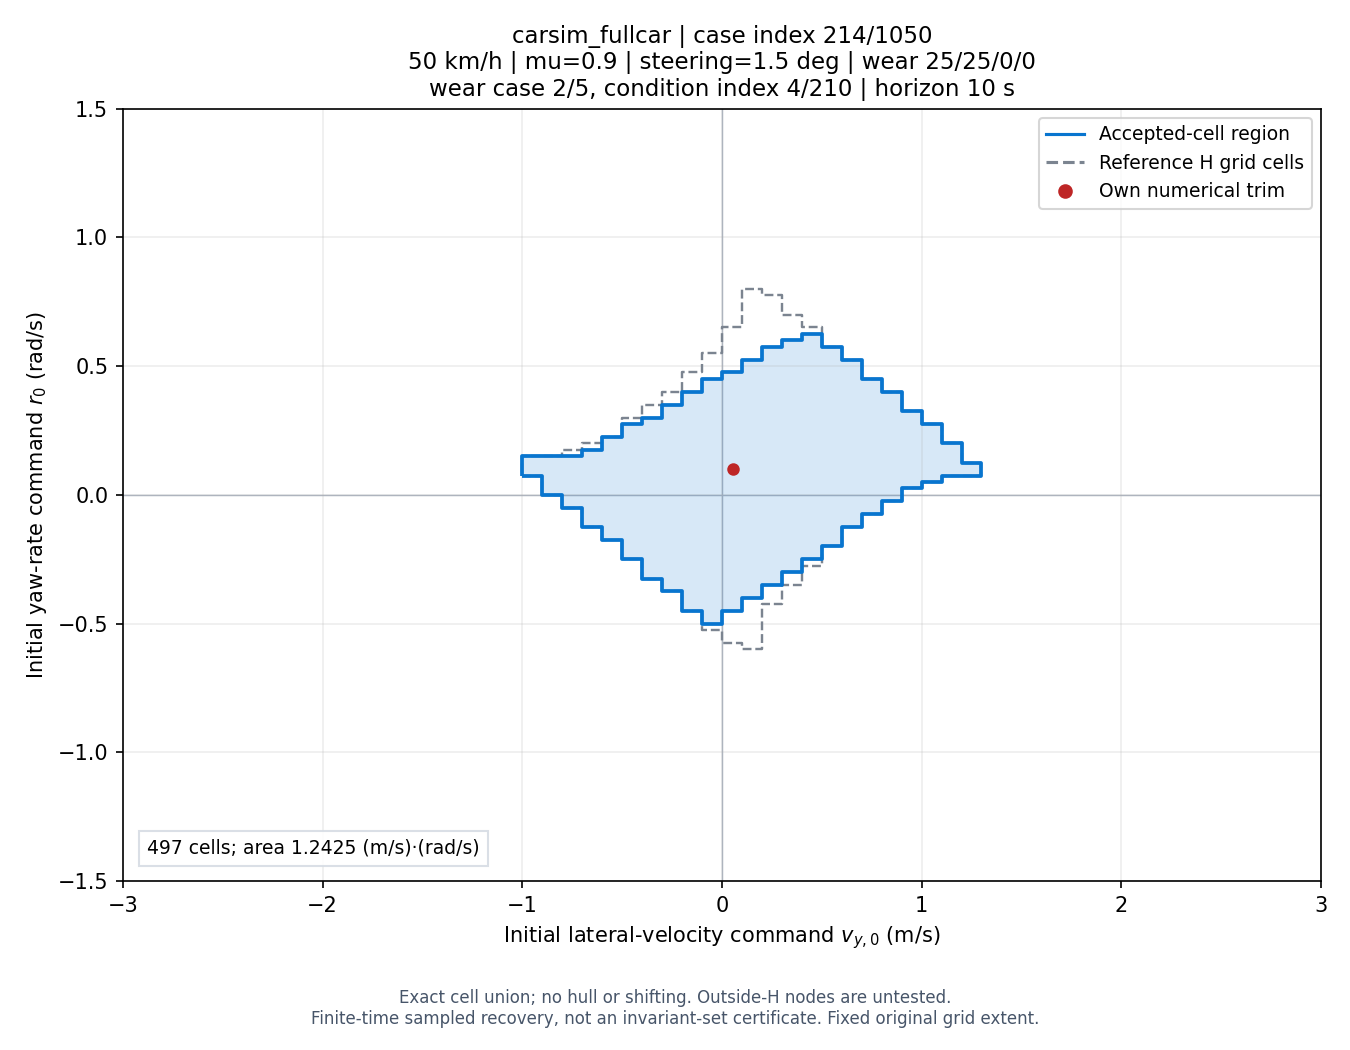 carsim_fullcar | case index 214/1050
50 km/h | mu=0.9 | steering=1.5 deg | wear 25/25/0/0
wear case 2/5, condition index 4/210 | horizon 10 s
1.5
1.0
0.5
0.0
−0.5
−1.0
−1.5
Initial yaw-rate command r₀ (rad/s)
Accepted-cell region
Reference H grid cells
Own numerical trim
497 cells; area 1.2425 (m/s)·(rad/s)
−3
−2
−1
0
1
2
3
Initial lateral-velocity command v_{y,0} (m/s)
Exact cell union; no hull or shifting. Outside-H nodes are untested.
Finite-time sampled recovery, not an invariant-set certificate. Fixed original grid extent.